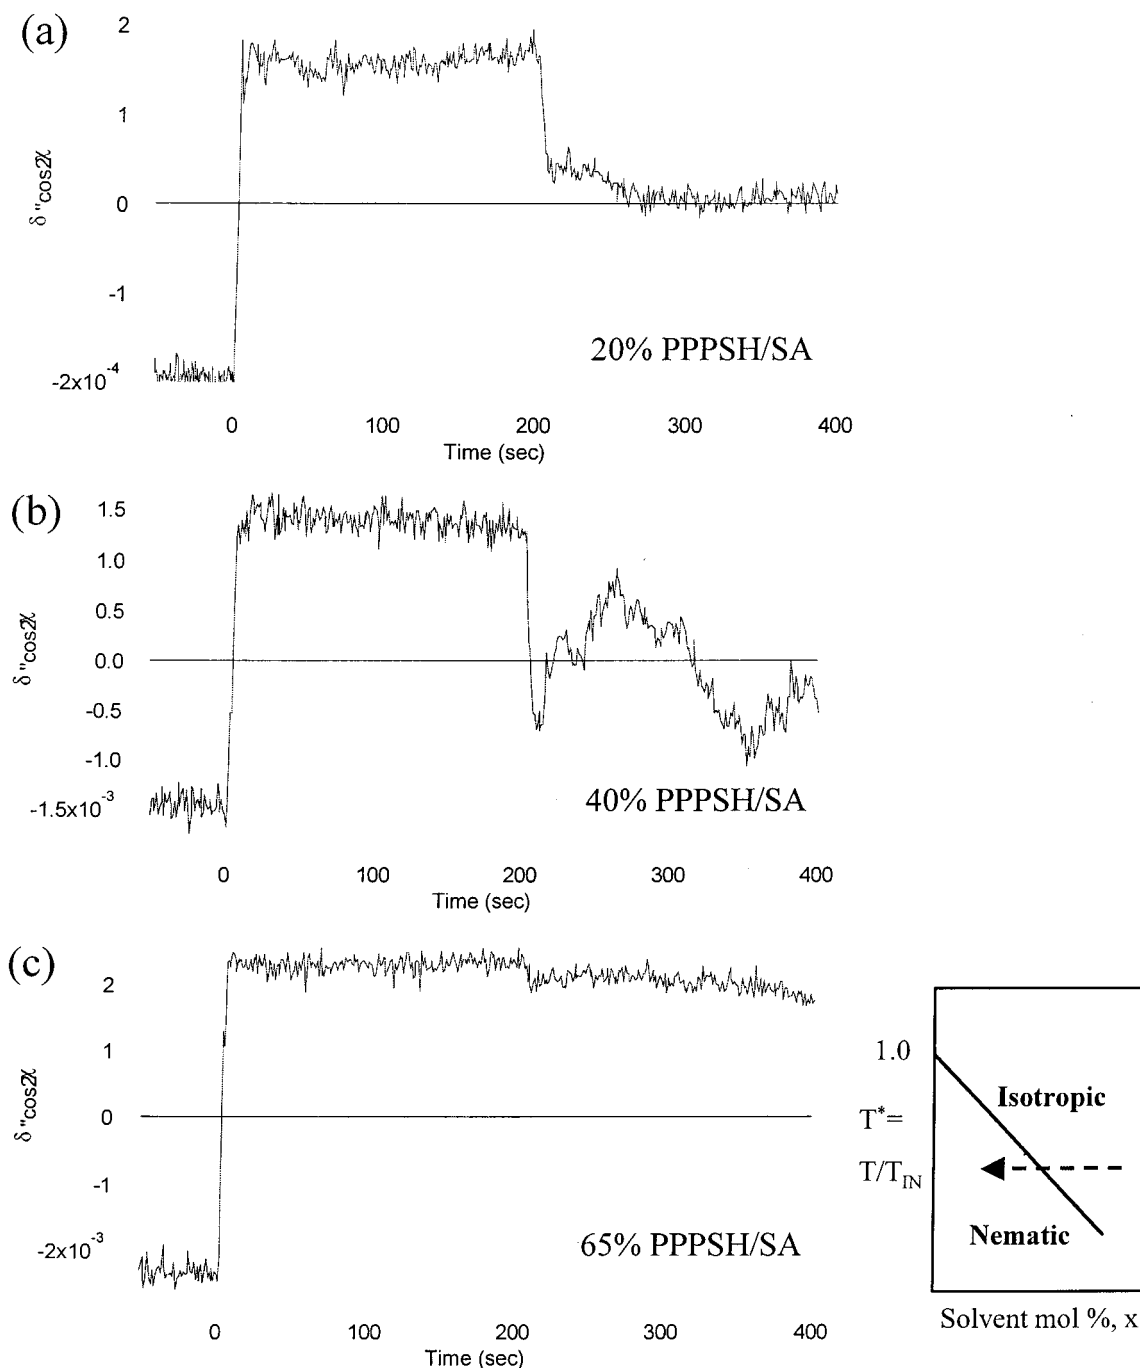 (a)
2
1
0
-1
-2x10⁻⁴
δ "cos2χ
20% PPPSH/SA
0 100 200 300 400
Time (sec)
(b)
1.5
1.0
0.5
0.0
-0.5
-1.0
-1.5x10⁻³
δ "cos2χ
40% PPPSH/SA
0 100 200 300 400
Time (sec)
(c)
2
1
0
-1
-2x10⁻³
δ "cos2χ
65% PPPSH/SA
0 100 200 300 400
Time (sec)
1.0
T*=
T/T_IN
Isotropic
Nematic
Solvent mol %, x